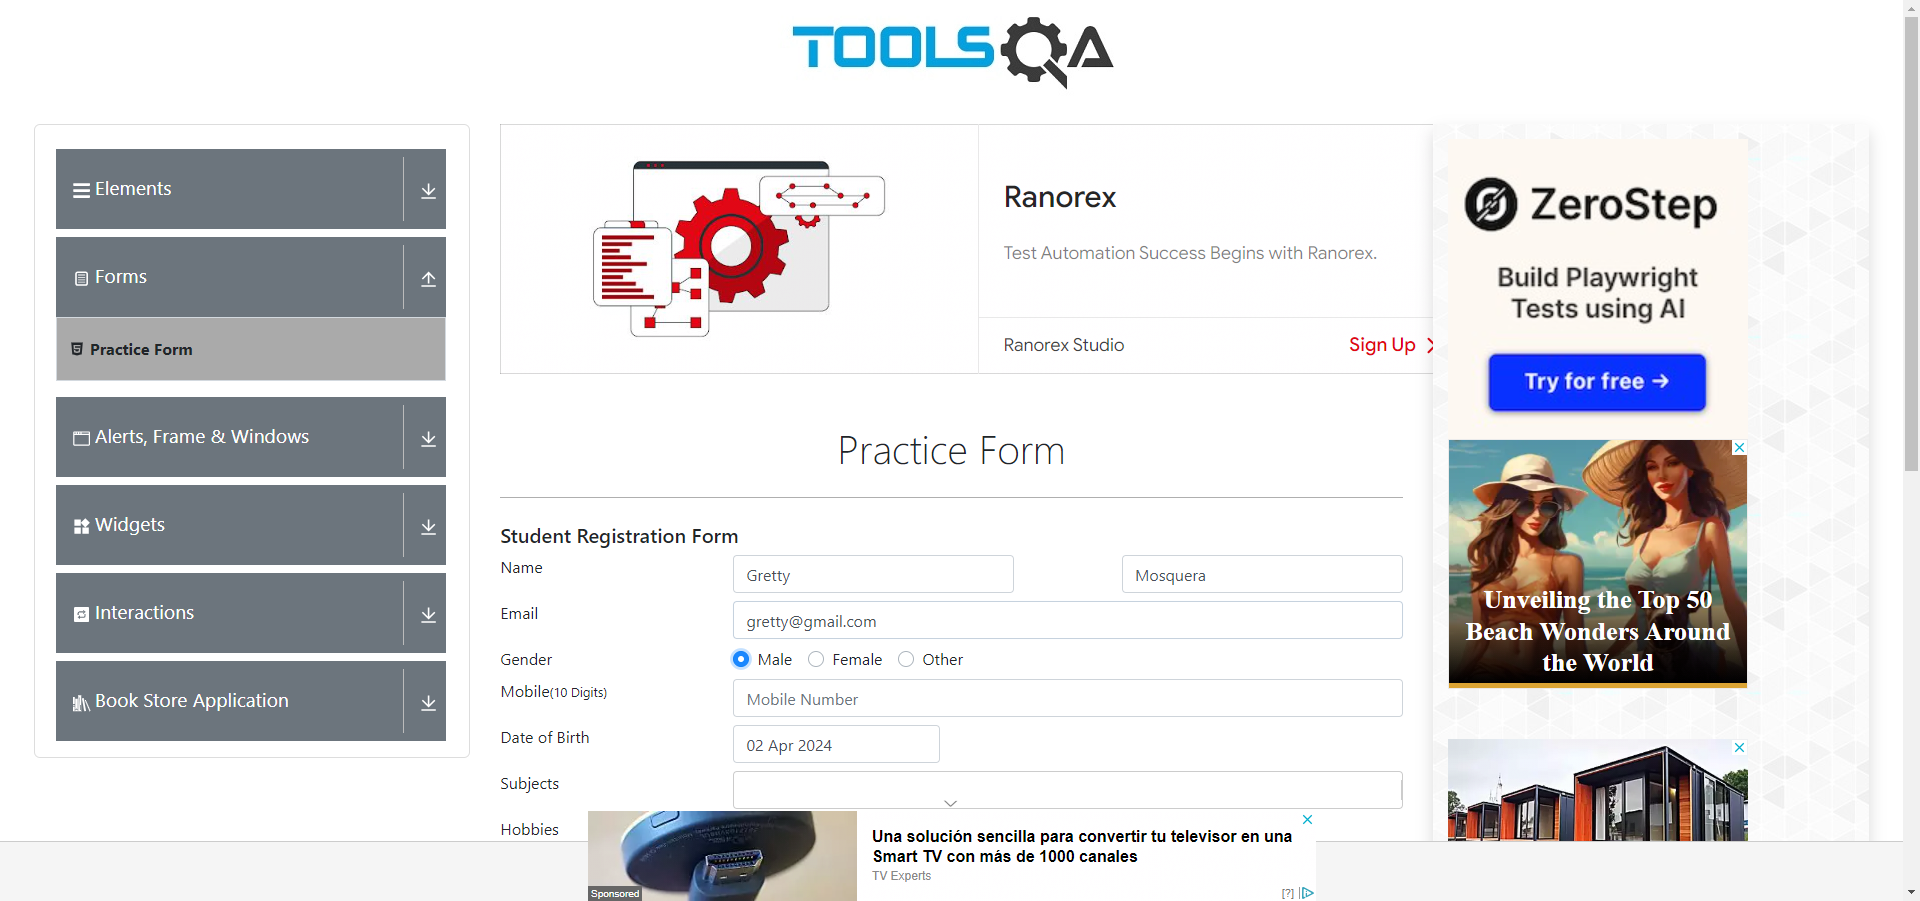 TOOLSQA
Elements
Forms
Practice Form
Alerts, Frame & Windows
Widgets
Interactions
Book Store Application
Ranorex
Test Automation Success Begins with Ranorex.
Ranorex Studio
Sign Up
Practice Form
Student Registration Form
Name
Gretty
Mosquera
Email
gretty@gmail.com
Gender
Male
Female
Other
Mobile(10 Digits)
Mobile Number
Date of Birth
02 Apr 2024
Subjects
Hobbies
ZeroStep
Build Playwright
Tests using AI
Try for free →
Unveiling the Top 50
Beach Wonders Around
the World
Una solución sencilla para convertir tu televisor en una
Smart TV con más de 1000 canales
TV Experts
Sponsored
[?]